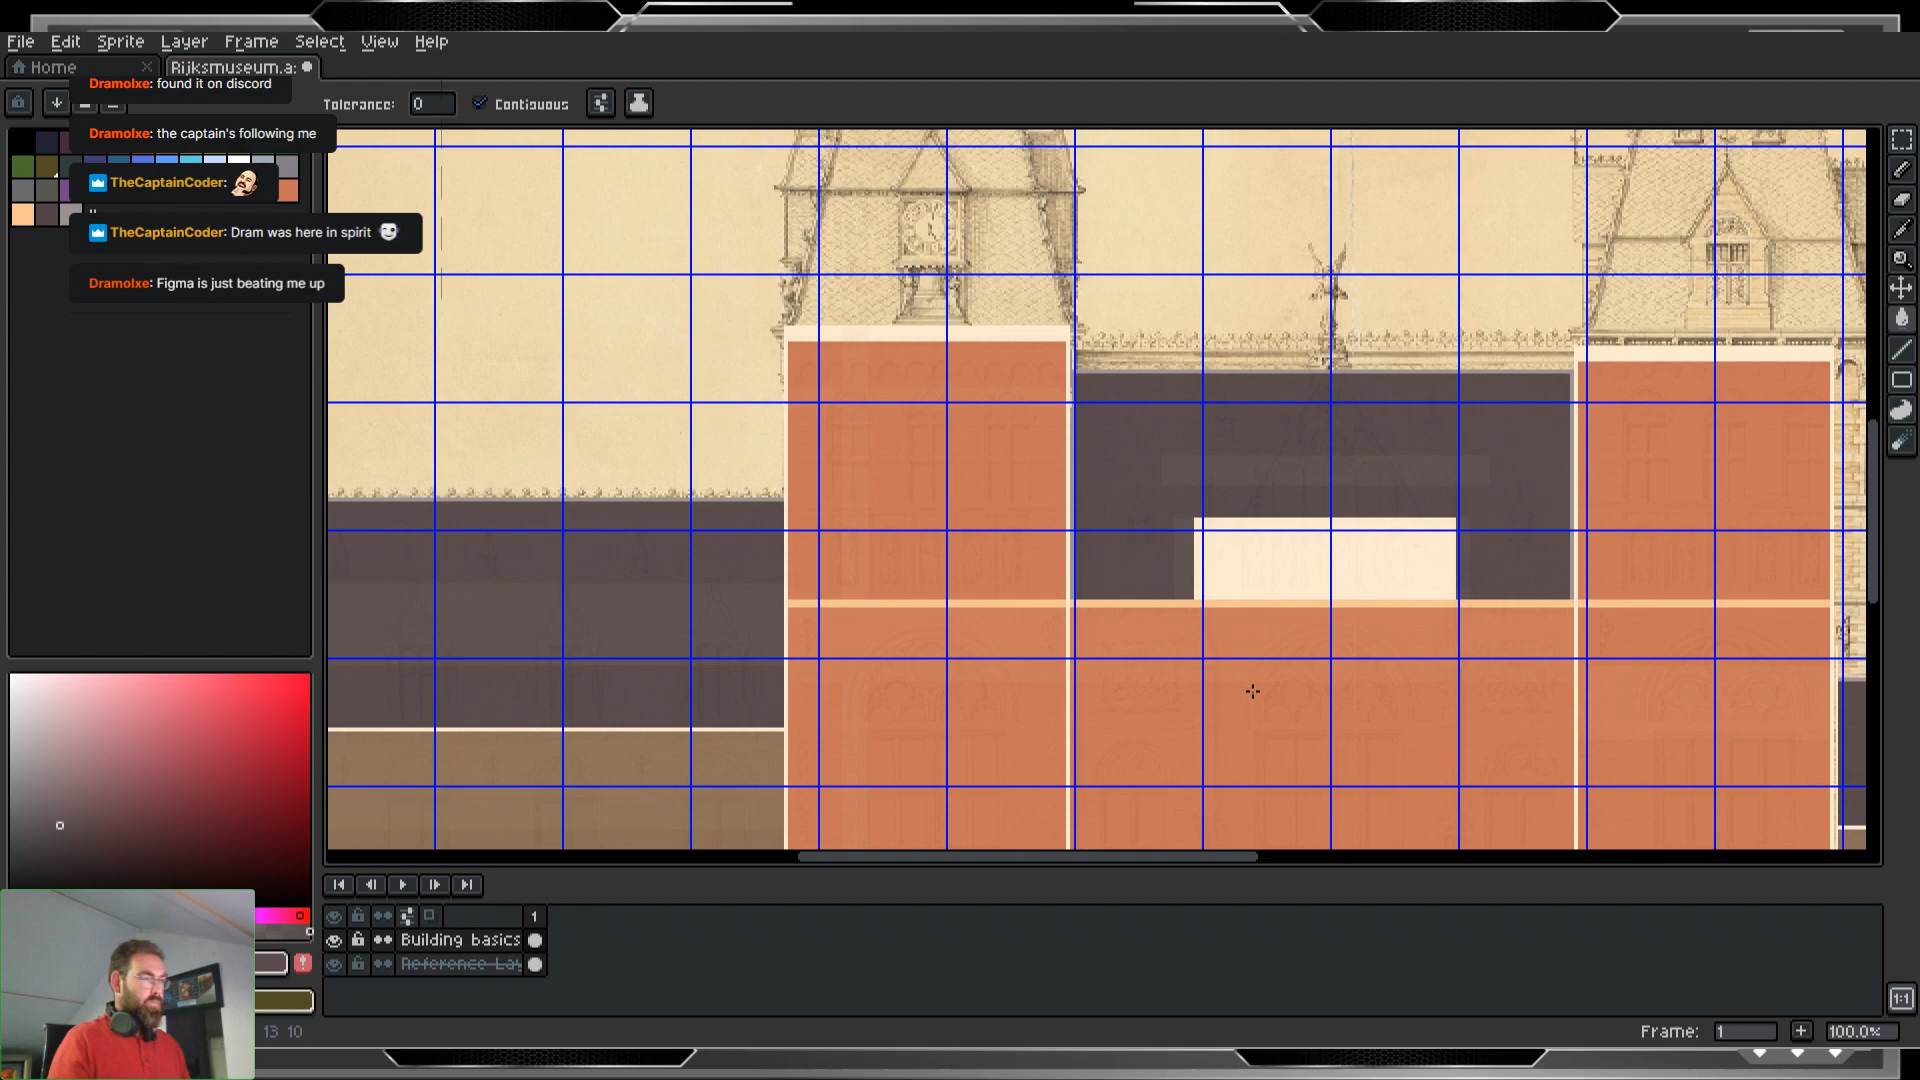 File Edit Sprite Layer Frame Select View Help
Home
Rijksmuseum.a:
Dramolxe: found it on discord
Tolerance: 0 Contiguous
Dramolxe: the captain's following me
TheCaptainCoder:
TheCaptainCoder: Dram was here in spirit
Dramolxe: Figma is just beating me up
1
Building basics
Reference Lay
13 10
1:1
Frame: 1 + 100.0%